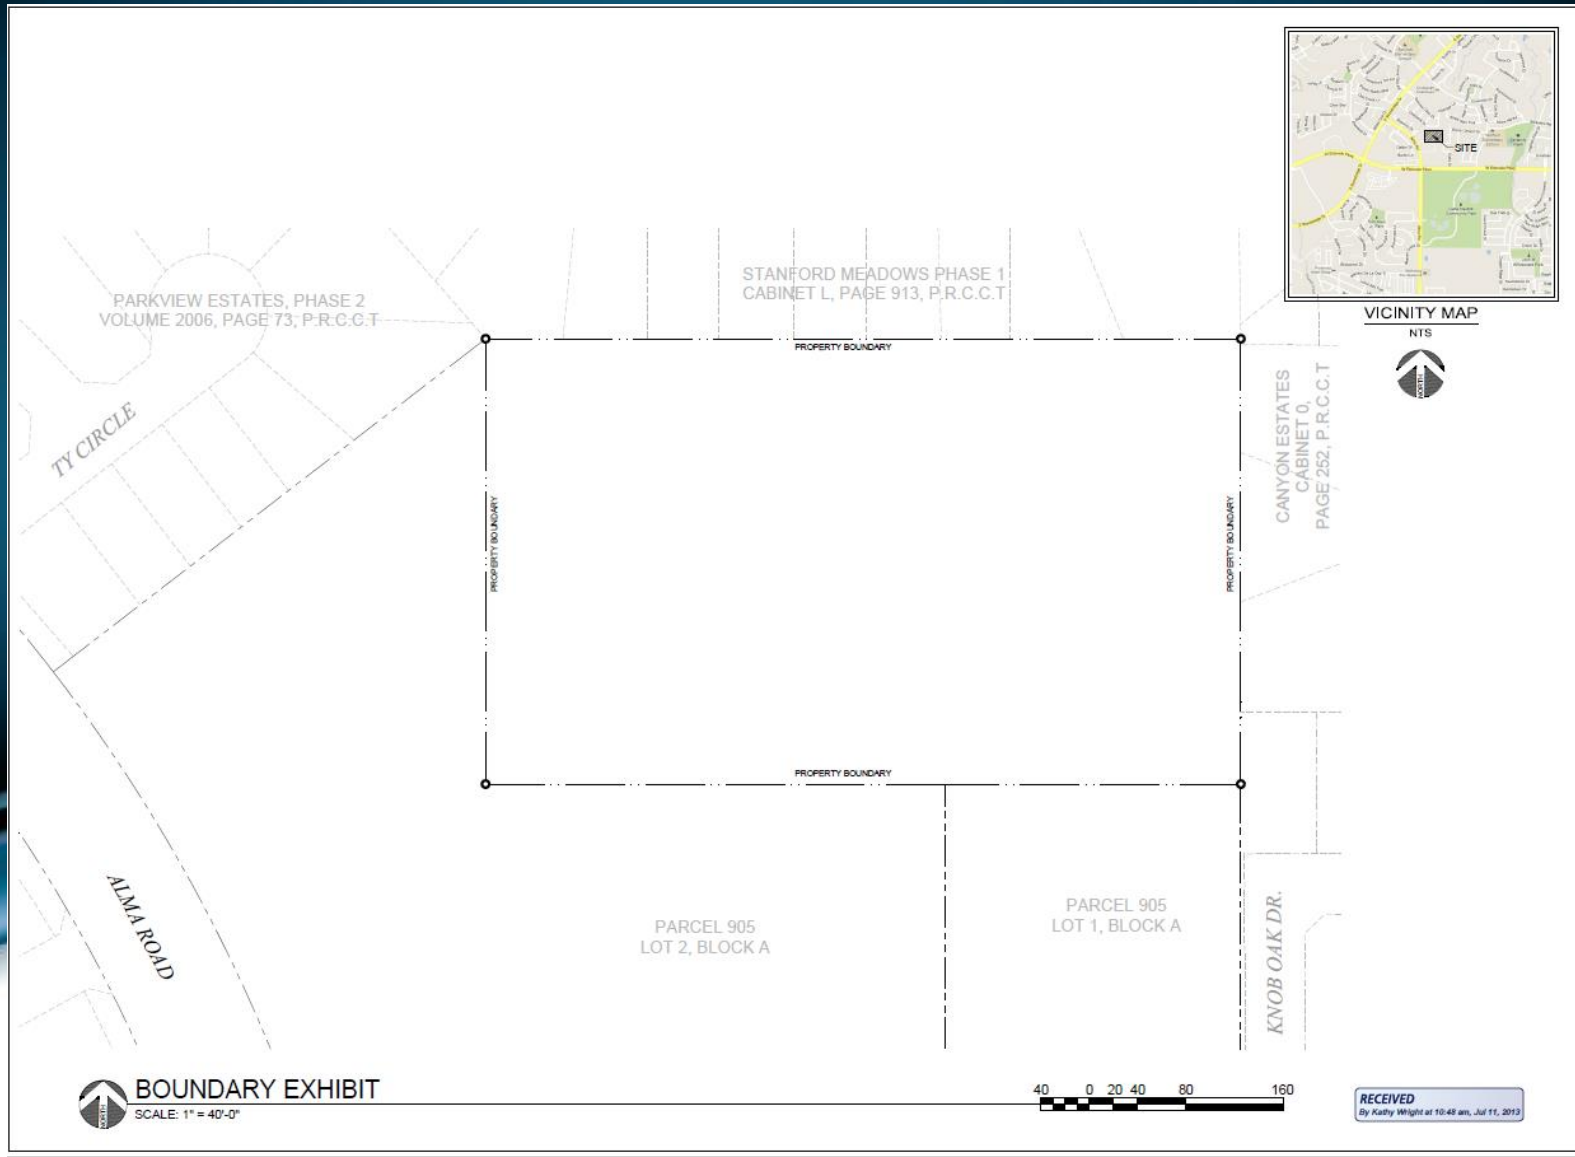 SITE
VICINITY MAP
NTS
NORTH
STANFORD MEADOWS PHASE 1
CABINET L, PAGE 913, P.R.C.C.T
PARKVIEW ESTATES, PHASE 2
VOLUME 2006, PAGE 73, P.R.C.C.T
PROPERTY BOUNDARY
CANYON ESTATES
CABINET 0,
PAGE 252, P.R.C.C.T
TY CIRCLE
PROPERTY BOUNDARY
PROPERTY BOUNDARY
PROPERTY BOUNDARY
ALMA ROAD
PARCEL 905
LOT 2, BLOCK A
PARCEL 905
LOT 1, BLOCK A
KNOB OAK DR.
NORTH
BOUNDARY EXHIBIT
SCALE: 1" = 40'-0"
40 0 20 40 80 160
RECEIVED
By Kathy Wright at 10:48 am, Jul 11, 2013